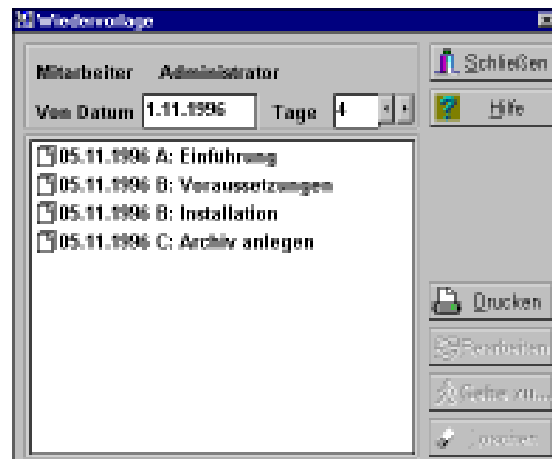 Wiedervorlage
Mitarbeiter Administrator
Von Datum 1.11.1996 Tage 4
05.11.1996 A: Einführung
05.11.1996 B: Voraussetzungen
05.11.1996 B: Installation
05.11.1996 C: Archiv anlegen
Schließen
Hilfe
Drucken
Bearbeiten
Gehe zu...
Löschen